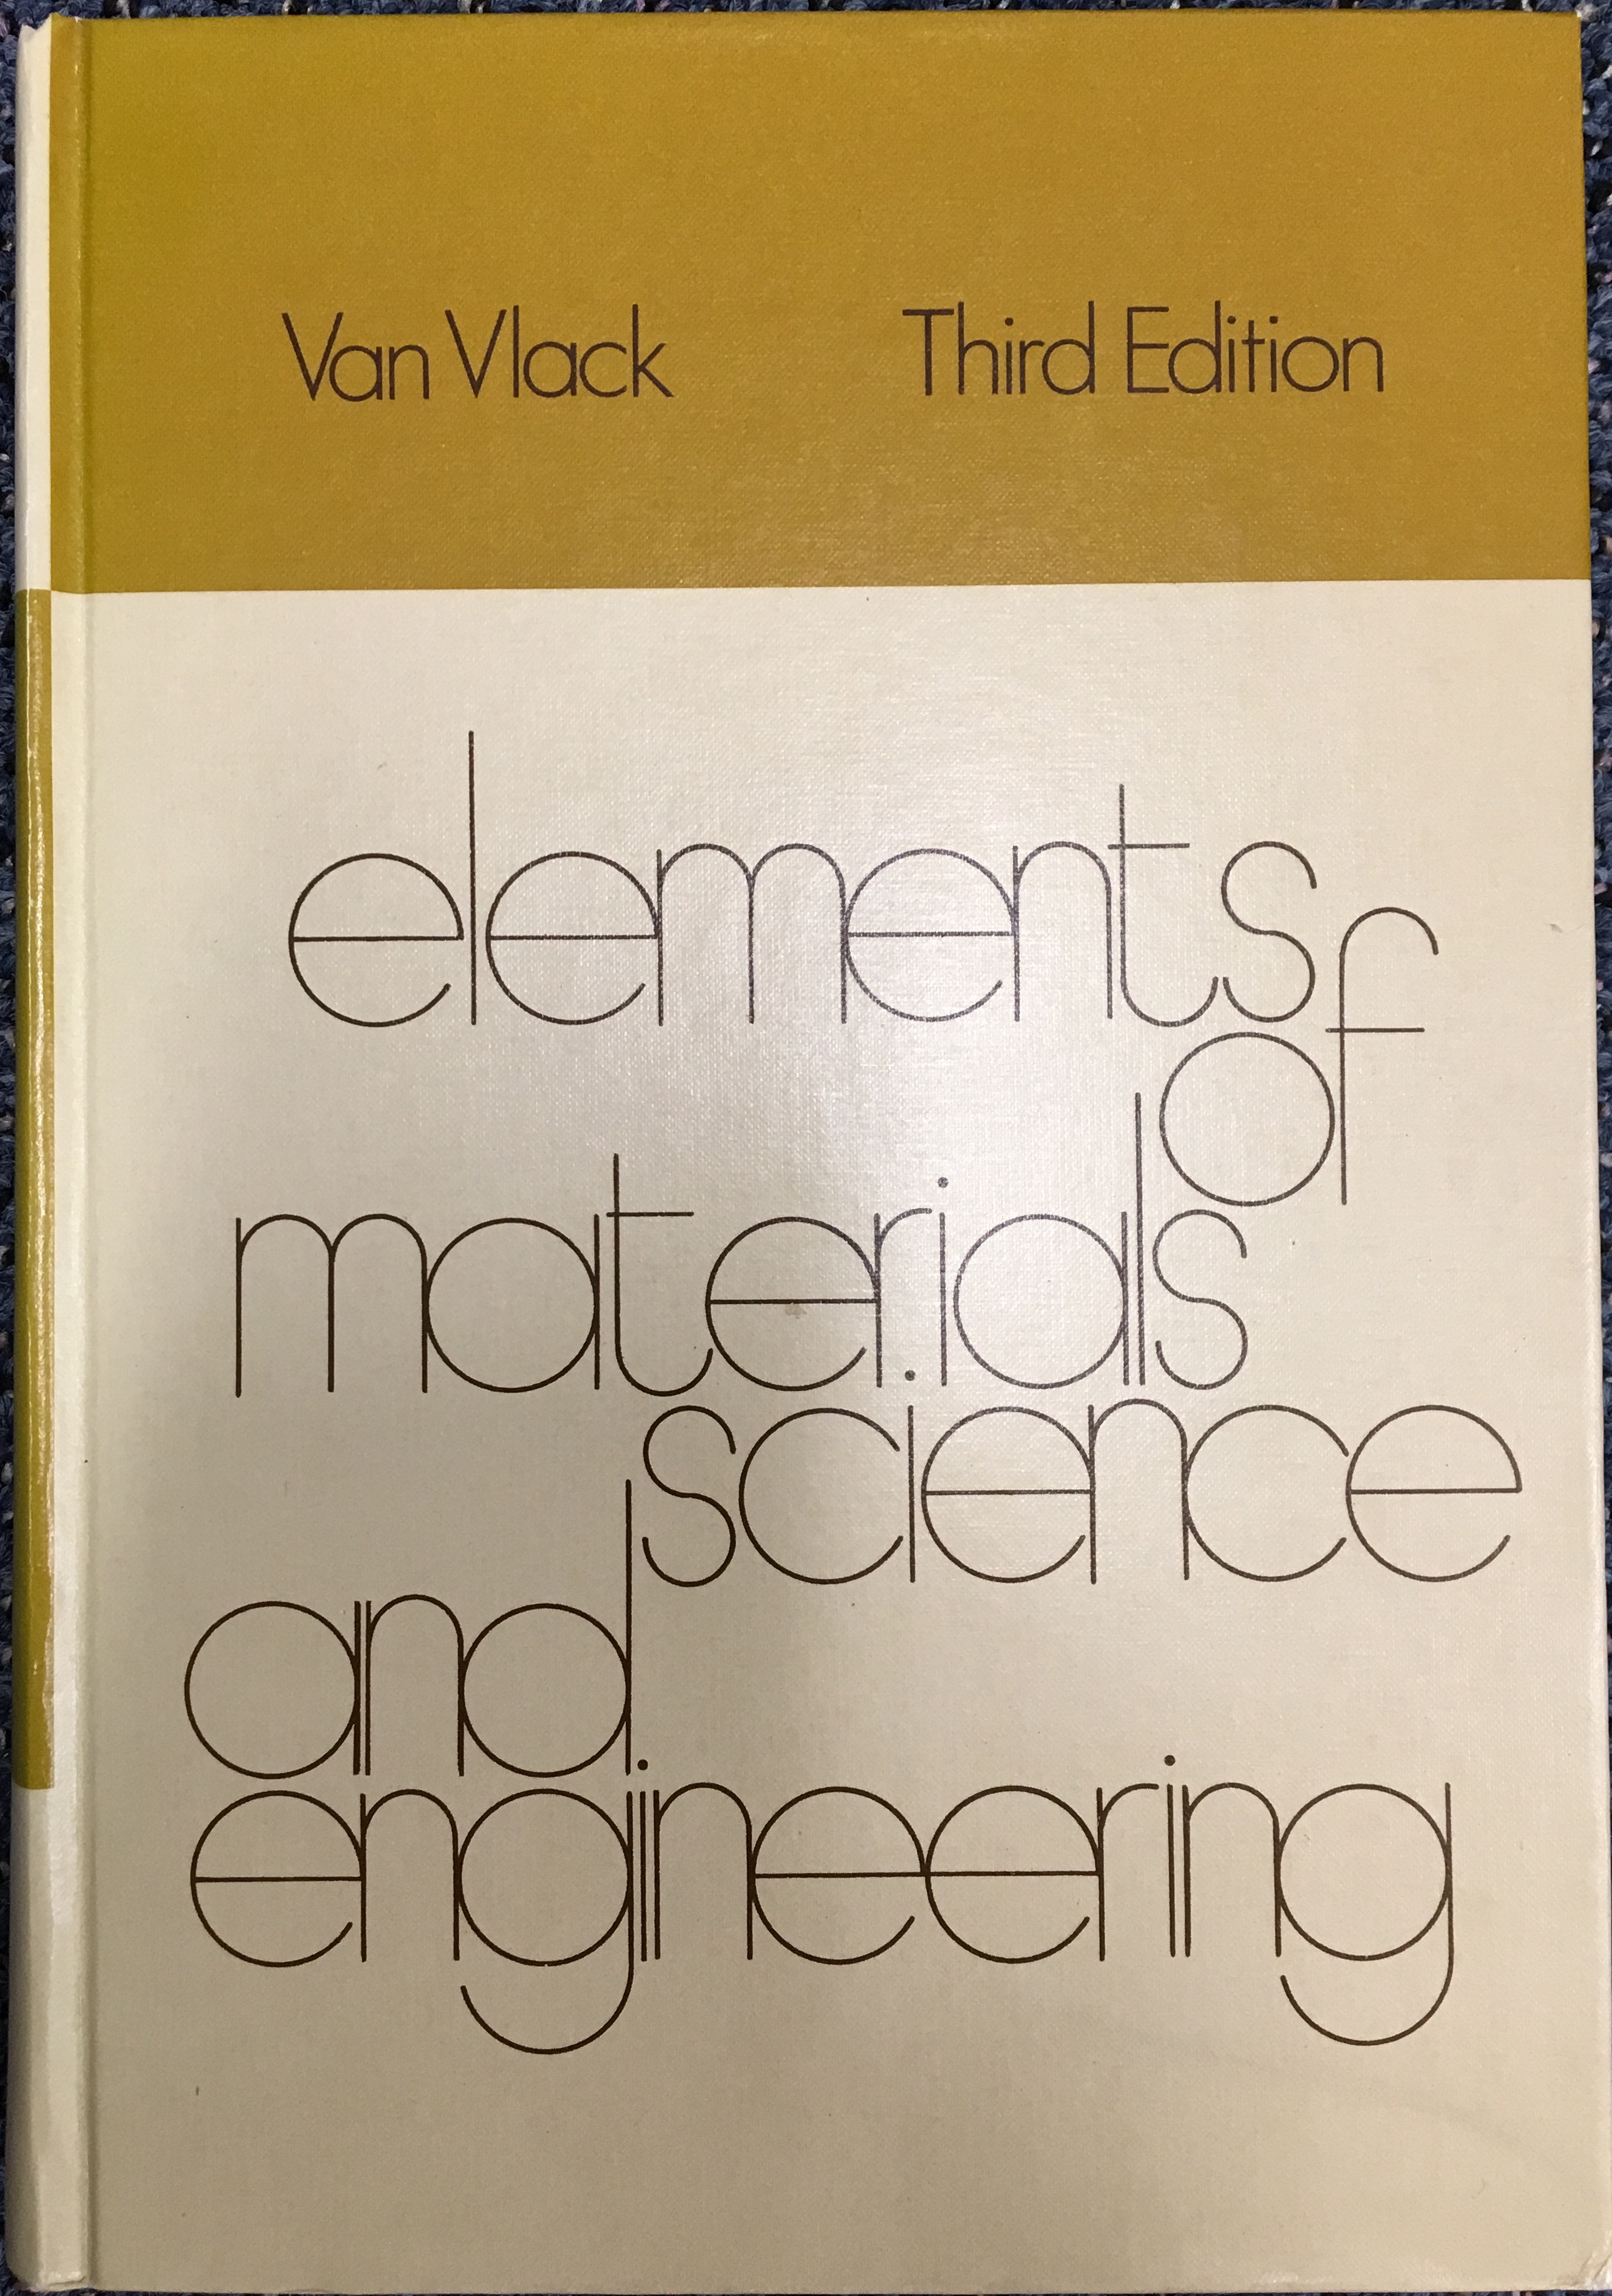 Van Vlack Third Edition
elements
of
materials
science
and
engineering